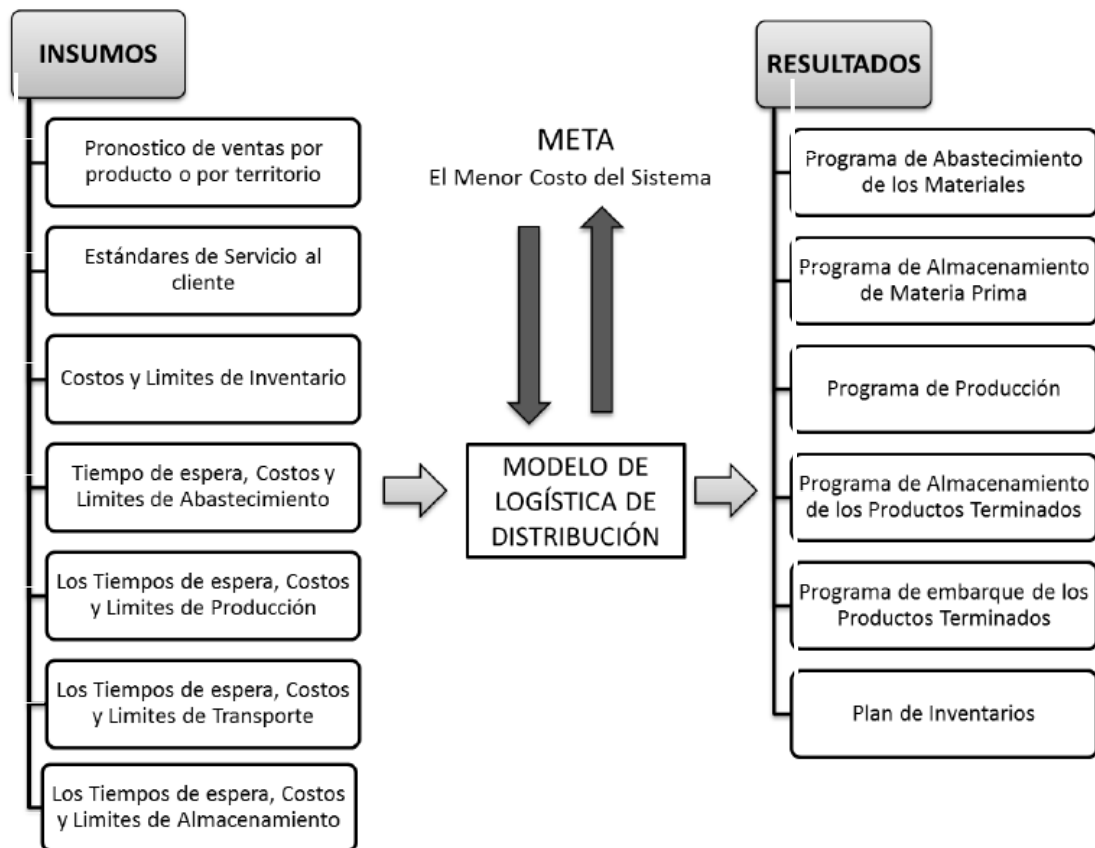 INSUMOS
Pronostico de ventas por
producto o por territorio
Estándares de Servicio al
cliente
Costos y Limites de Inventario
Tiempo de espera, Costos y
Limites de Abastecimiento
Los Tiempos de espera, Costos
y Limites de Producción
Los Tiempos de espera, Costos
y Limites de Transporte
Los Tiempos de espera, Costos
y Limites de Almacenamiento
META
El Menor Costo del Sistema
MODELO DE
LOGÍSTICA DE
DISTRIBUCIÓN
RESULTADOS
Programa de Abastecimiento
de los Materiales
Programa de Almacenamiento
de Materia Prima
Programa de Producción
Programa de Almacenamiento
de los Productos Terminados
Programa de embarque de los
Productos Terminados
Plan de Inventarios